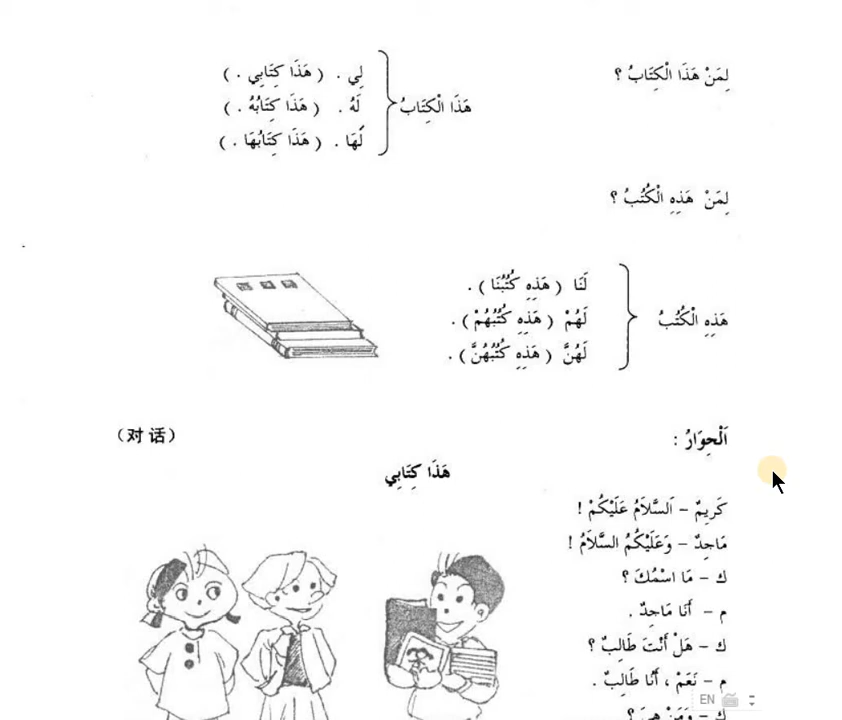 لِمَنْ هَذَا الْكِتَابُ ؟
هَذَا الْكِتَابُ
لِي . ( هَذَا كِتَابِي . )
لَهُ . ( هَذَا كِتَابُهُ . )
لَهَا . ( هَذَا كِتَابُهَا . )
لِمَنْ هَذِهِ الْكُتُبُ ؟
هَذِهِ الْكُتُبُ
لَنَا ( هَذِهِ كُتُبُنَا ) .
لَهُمْ ( هَذِهِ كُتُبُهُمْ ) .
لَهُنَّ ( هَذِهِ كُتُبُهُنَّ ) .
اَلْحِوَارُ : (对 话)
هَذَا كِتَابِي
كَرِيمٌ – اَلسَّلَامُ عَلَيْكُمْ !
مَاجِدٌ – وَعَلَيْكُمُ السَّلَامُ !
ك – مَا اسْمُكَ ؟
م – أَنَا مَاجِدٌ .
ك – هَلْ أَنْتَ طَالِبٌ ؟
م – نَعَمْ ، أَنَا طَالِبٌ .
ك – وَمَنْ هِيَ ؟
EN